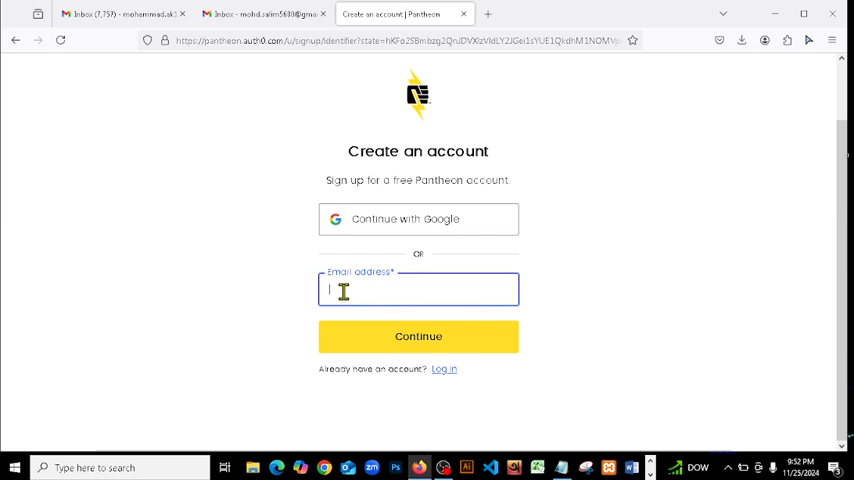 Inbox (7,757) - mohammad.ak1
Inbox - mohd.salim5680@gmai
Create an account | Pantheon
https://pantheon.auth0.com/u/signup/identifier?state=
Create an account
Sign up for a free Pantheon account.
Continue with Google
OR
Email address*
Continue
Already have an account? Log in
Type here to search
DOW
9:52 PM
11/25/2024